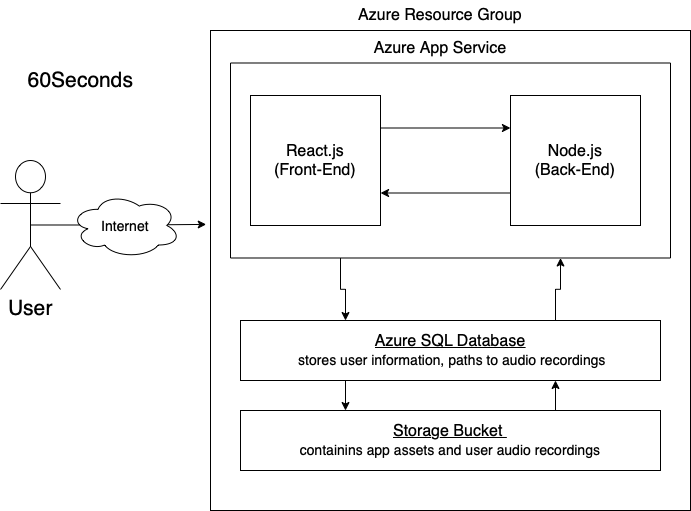 Azure Resource Group
Azure App Service
60Seconds
React.js
(Front-End)
Node.js
(Back-End)
Internet
User
Azure SQL Database
stores user information, paths to audio recordings
Storage Bucket
containins app assets and user audio recordings